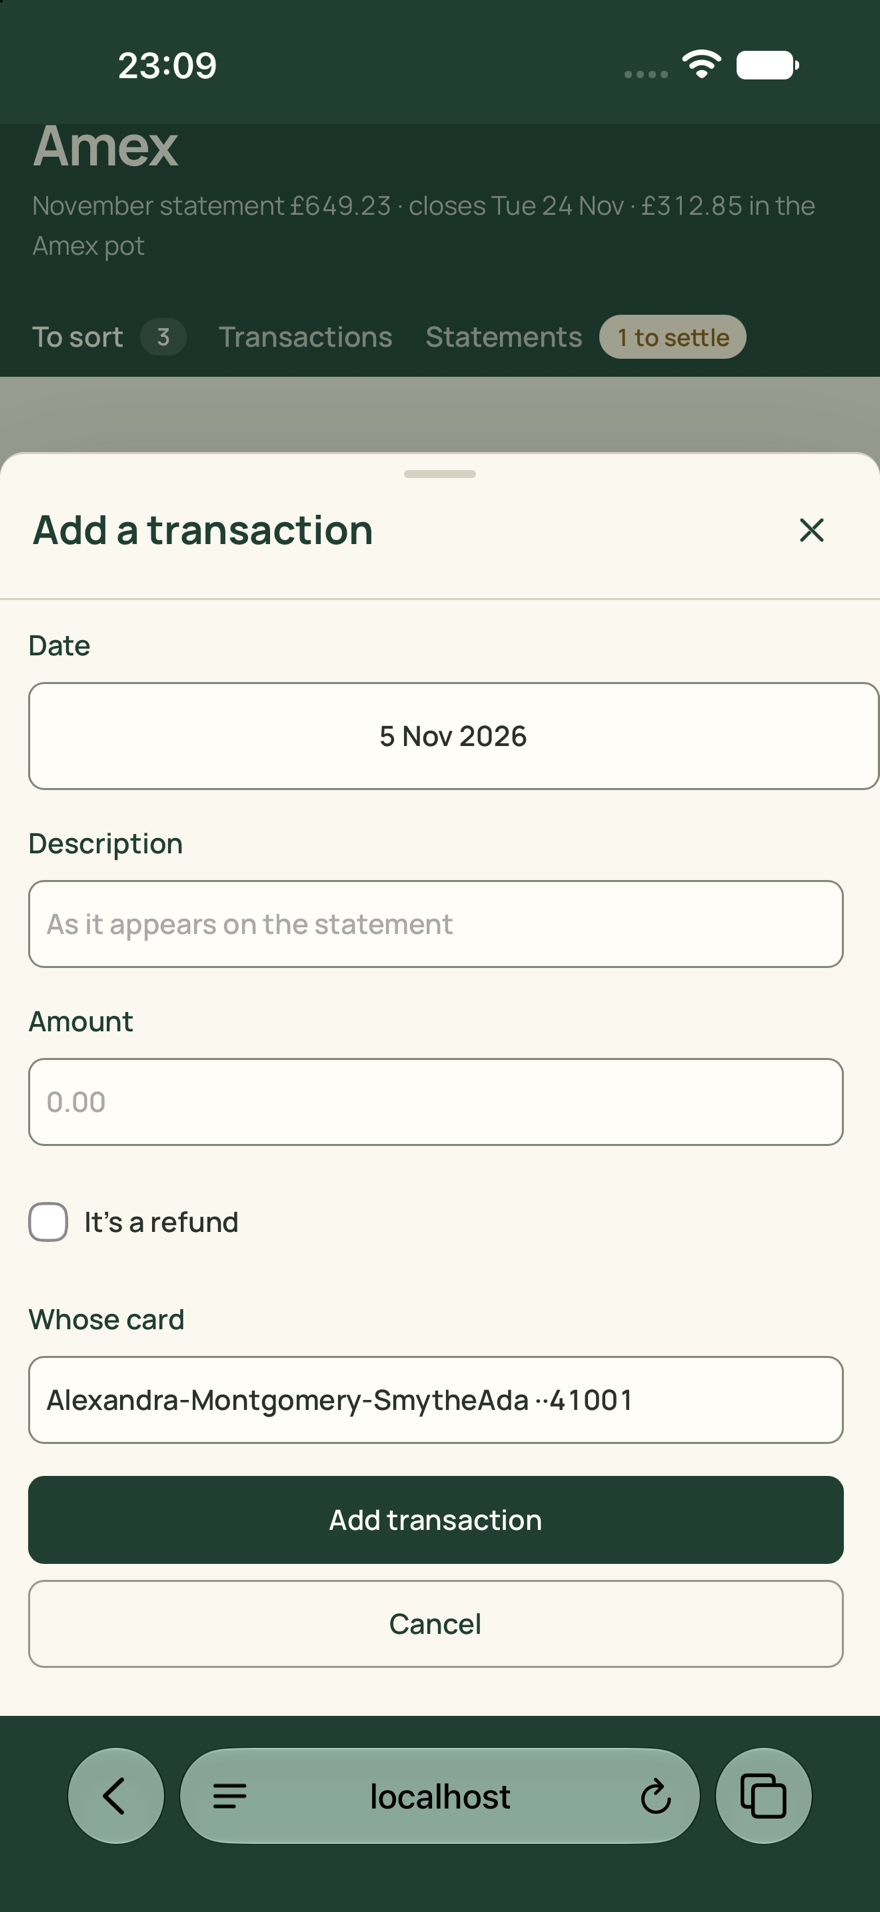 23:09
Amex
November statement £649.23 · closes Tue 24 Nov · £312.85 in the
Amex pot
To sort 3 Transactions Statements 1 to settle
Add a transaction
Date
5 Nov 2026
Description
As it appears on the statement
Amount
0.00
It’s a refund
Whose card
Alexandra-Montgomery-SmytheAda ··41001
Add transaction
Cancel
localhost